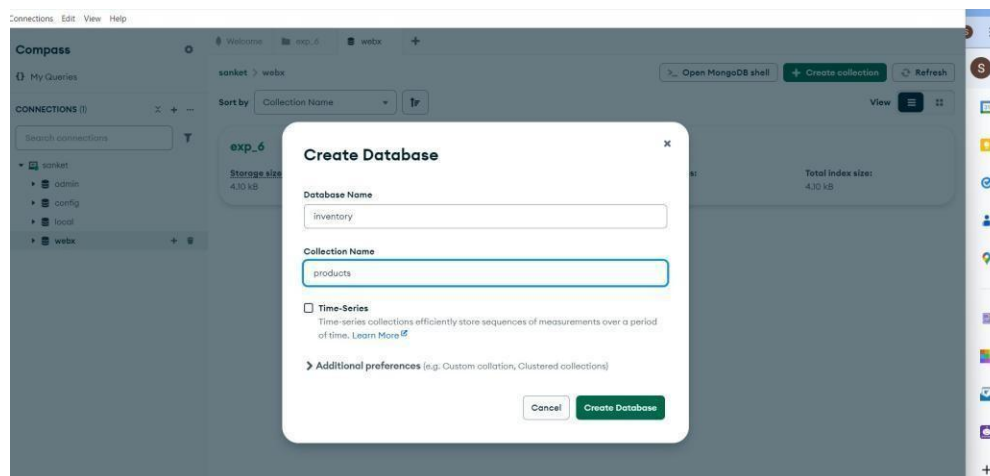 Connections Edit View Help
Compass
My Queries
CONNECTIONS (1)
Search connections
sanket
admin
config
local
webx
Welcome exp_6 webx
sanket > webx
Open MongoDB shell
Create collection
Refresh
Sort by Collection Name
View
exp_6
Storage size
4.10 kB
Total index size:
4.10 kB
Create Database
Database Name
inventory
Collection Name
products
Time-Series
Time-series collections efficiently store sequences of measurements over a period
of time. Learn More
Additional preferences (e.g. Custom collation, Clustered collections)
Cancel
Create Database
S